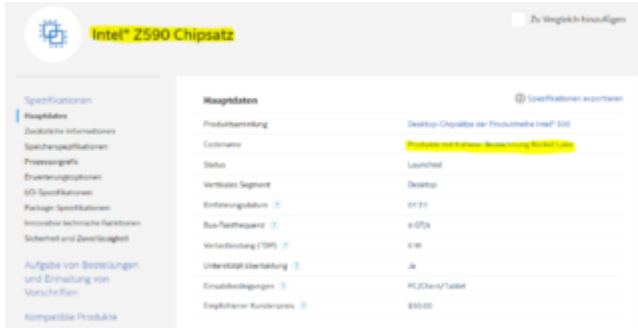 Intel® Z590 Chipsatz
Zu Vergleich hinzufügen
Spezifikationen
Hauptdaten
Zusätzliche Informationen
Speicherspezifikationen
Prozessorgrafik
Erweiterungsoptionen
I/O-Spezifikationen
Package-Spezifikationen
Innovative technische Funktionen
Sicherheit und Zuverlässigkeit
Aufgabe von Bestellungen
und Einhaltung von
Vorschriften
Kompatible Produkte
Hauptdaten
Spezifikationen exportieren
Produktsammlung Desktop-Chipsätze der Produktreihe Intel® 500
Codename Produkte mit früherer Bezeichnung Rocket Lake
Status Launched
Vertikales Segment Desktop
Einführungsdatum ? Q1'21
Bus-Taktfrequenz ? 8 GT/s
Verlustleistung (TDP) ? 6 W
Unterstützt Übertaktung ? Ja
Einsatzbedingungen ? PC/Client/Tablet
Empfohlener Kundenpreis ? $50.00